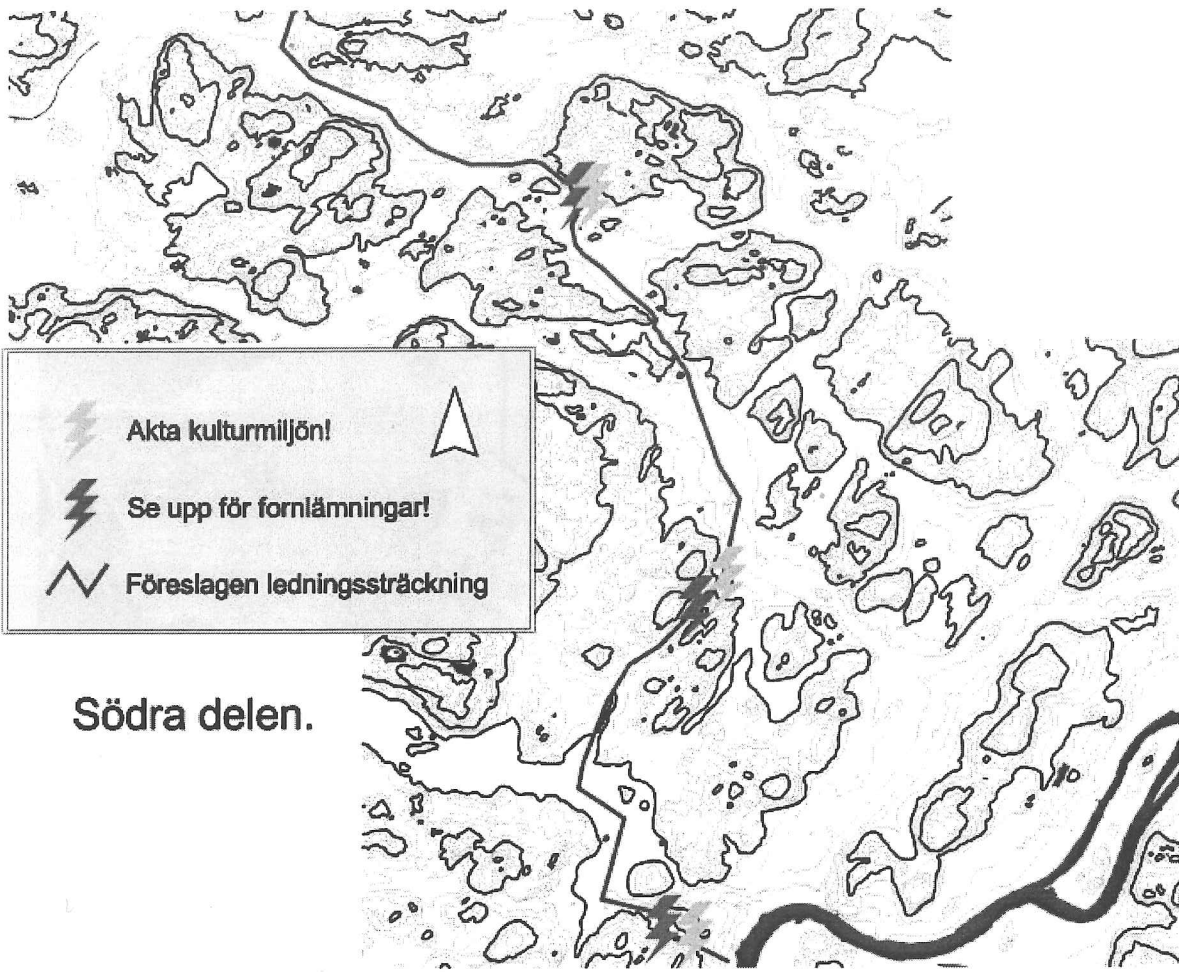 Akta kulturmiljön!
Se upp för fornlämningar!
Föreslagen ledningssträckning
Södra delen.